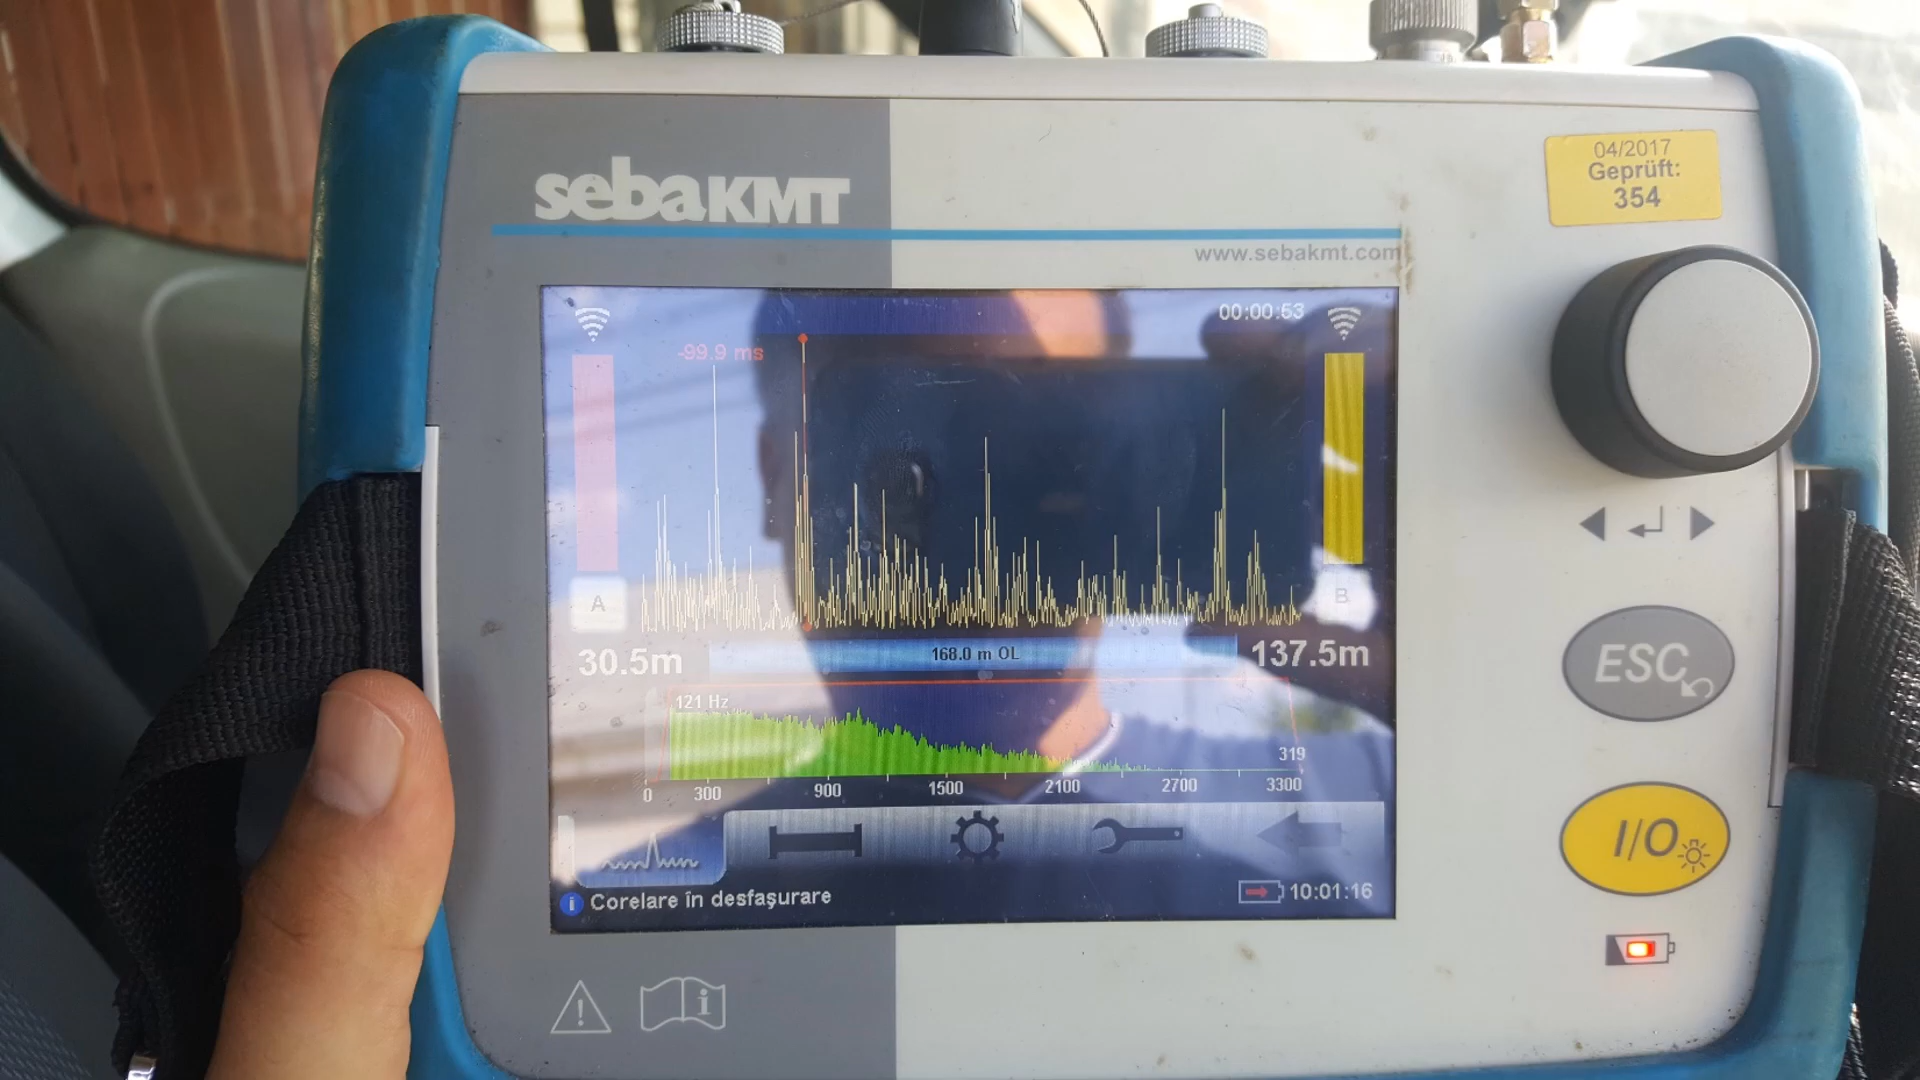 sebaKMT
www.sebakmt.com
04/2017
Geprüft:
354
00:00:53
-99.9 ms
A
B
30.5m
168.0 m OL
137.5m
121 Hz
319
0 300 900 1500 2100 2700 3300
i Corelare în desfaşurare
10:01:16
ESC
I/O